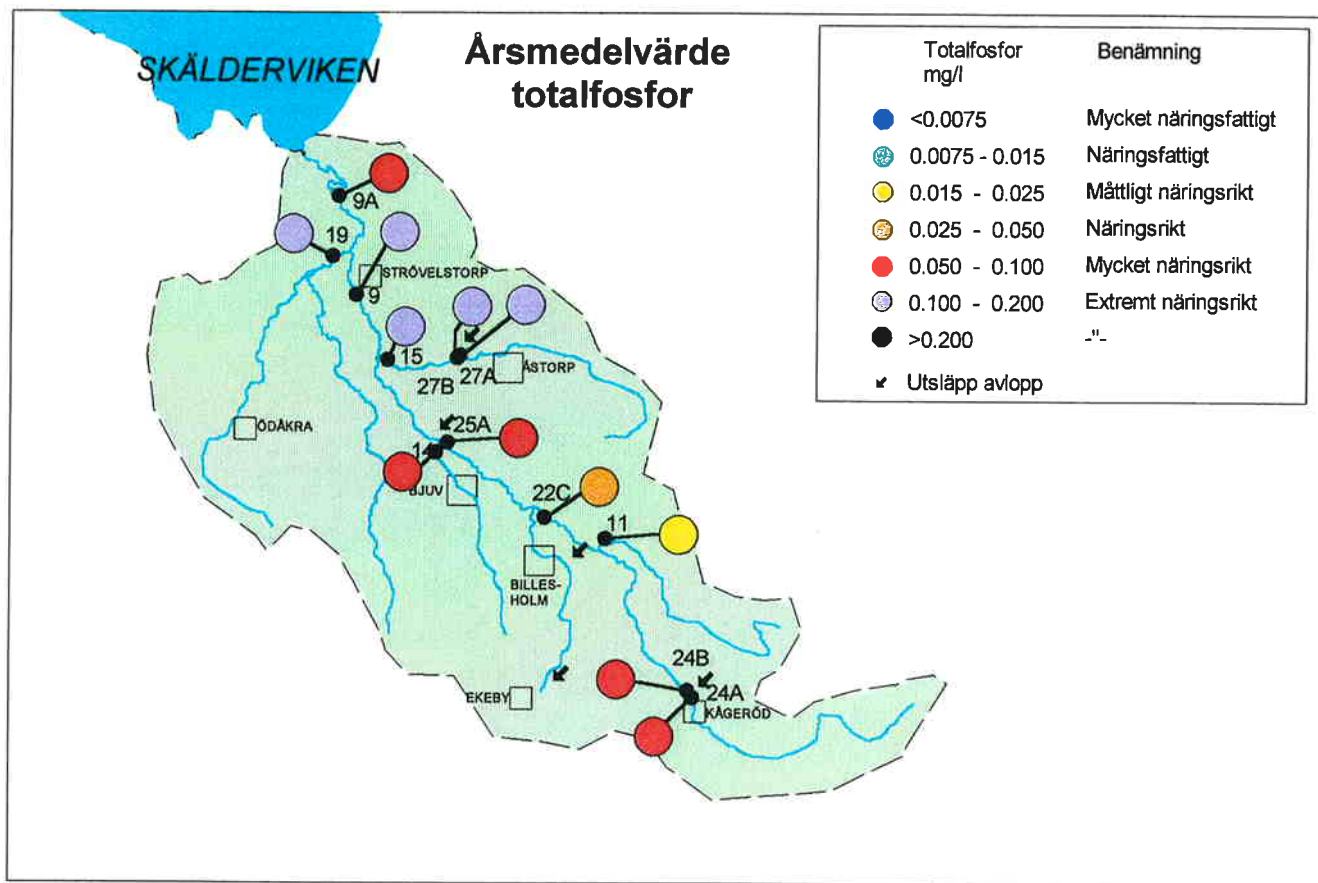 Årsmedelvärde
totalfosfor
SKÄLDERVIKEN
Totalfosfor
mg/l
Benämning
<0.0075 Mycket näringsfattigt
0.0075 - 0.015 Näringsfattigt
0.015 - 0.025 Måttligt näringsrikt
0.025 - 0.050 Näringsrikt
0.050 - 0.100 Mycket näringsrikt
0.100 - 0.200 Extremt näringsrikt
>0.200 -"-
Utsläpp avlopp
9A
19
STRÖVELSTORP
9
15
27A
27B
ÅSTORP
ÖDÅKRA
25A
14
BJUV
22C
11
BILLES-
HOLM
24B
24A
EKEBY
KÅGERÖD